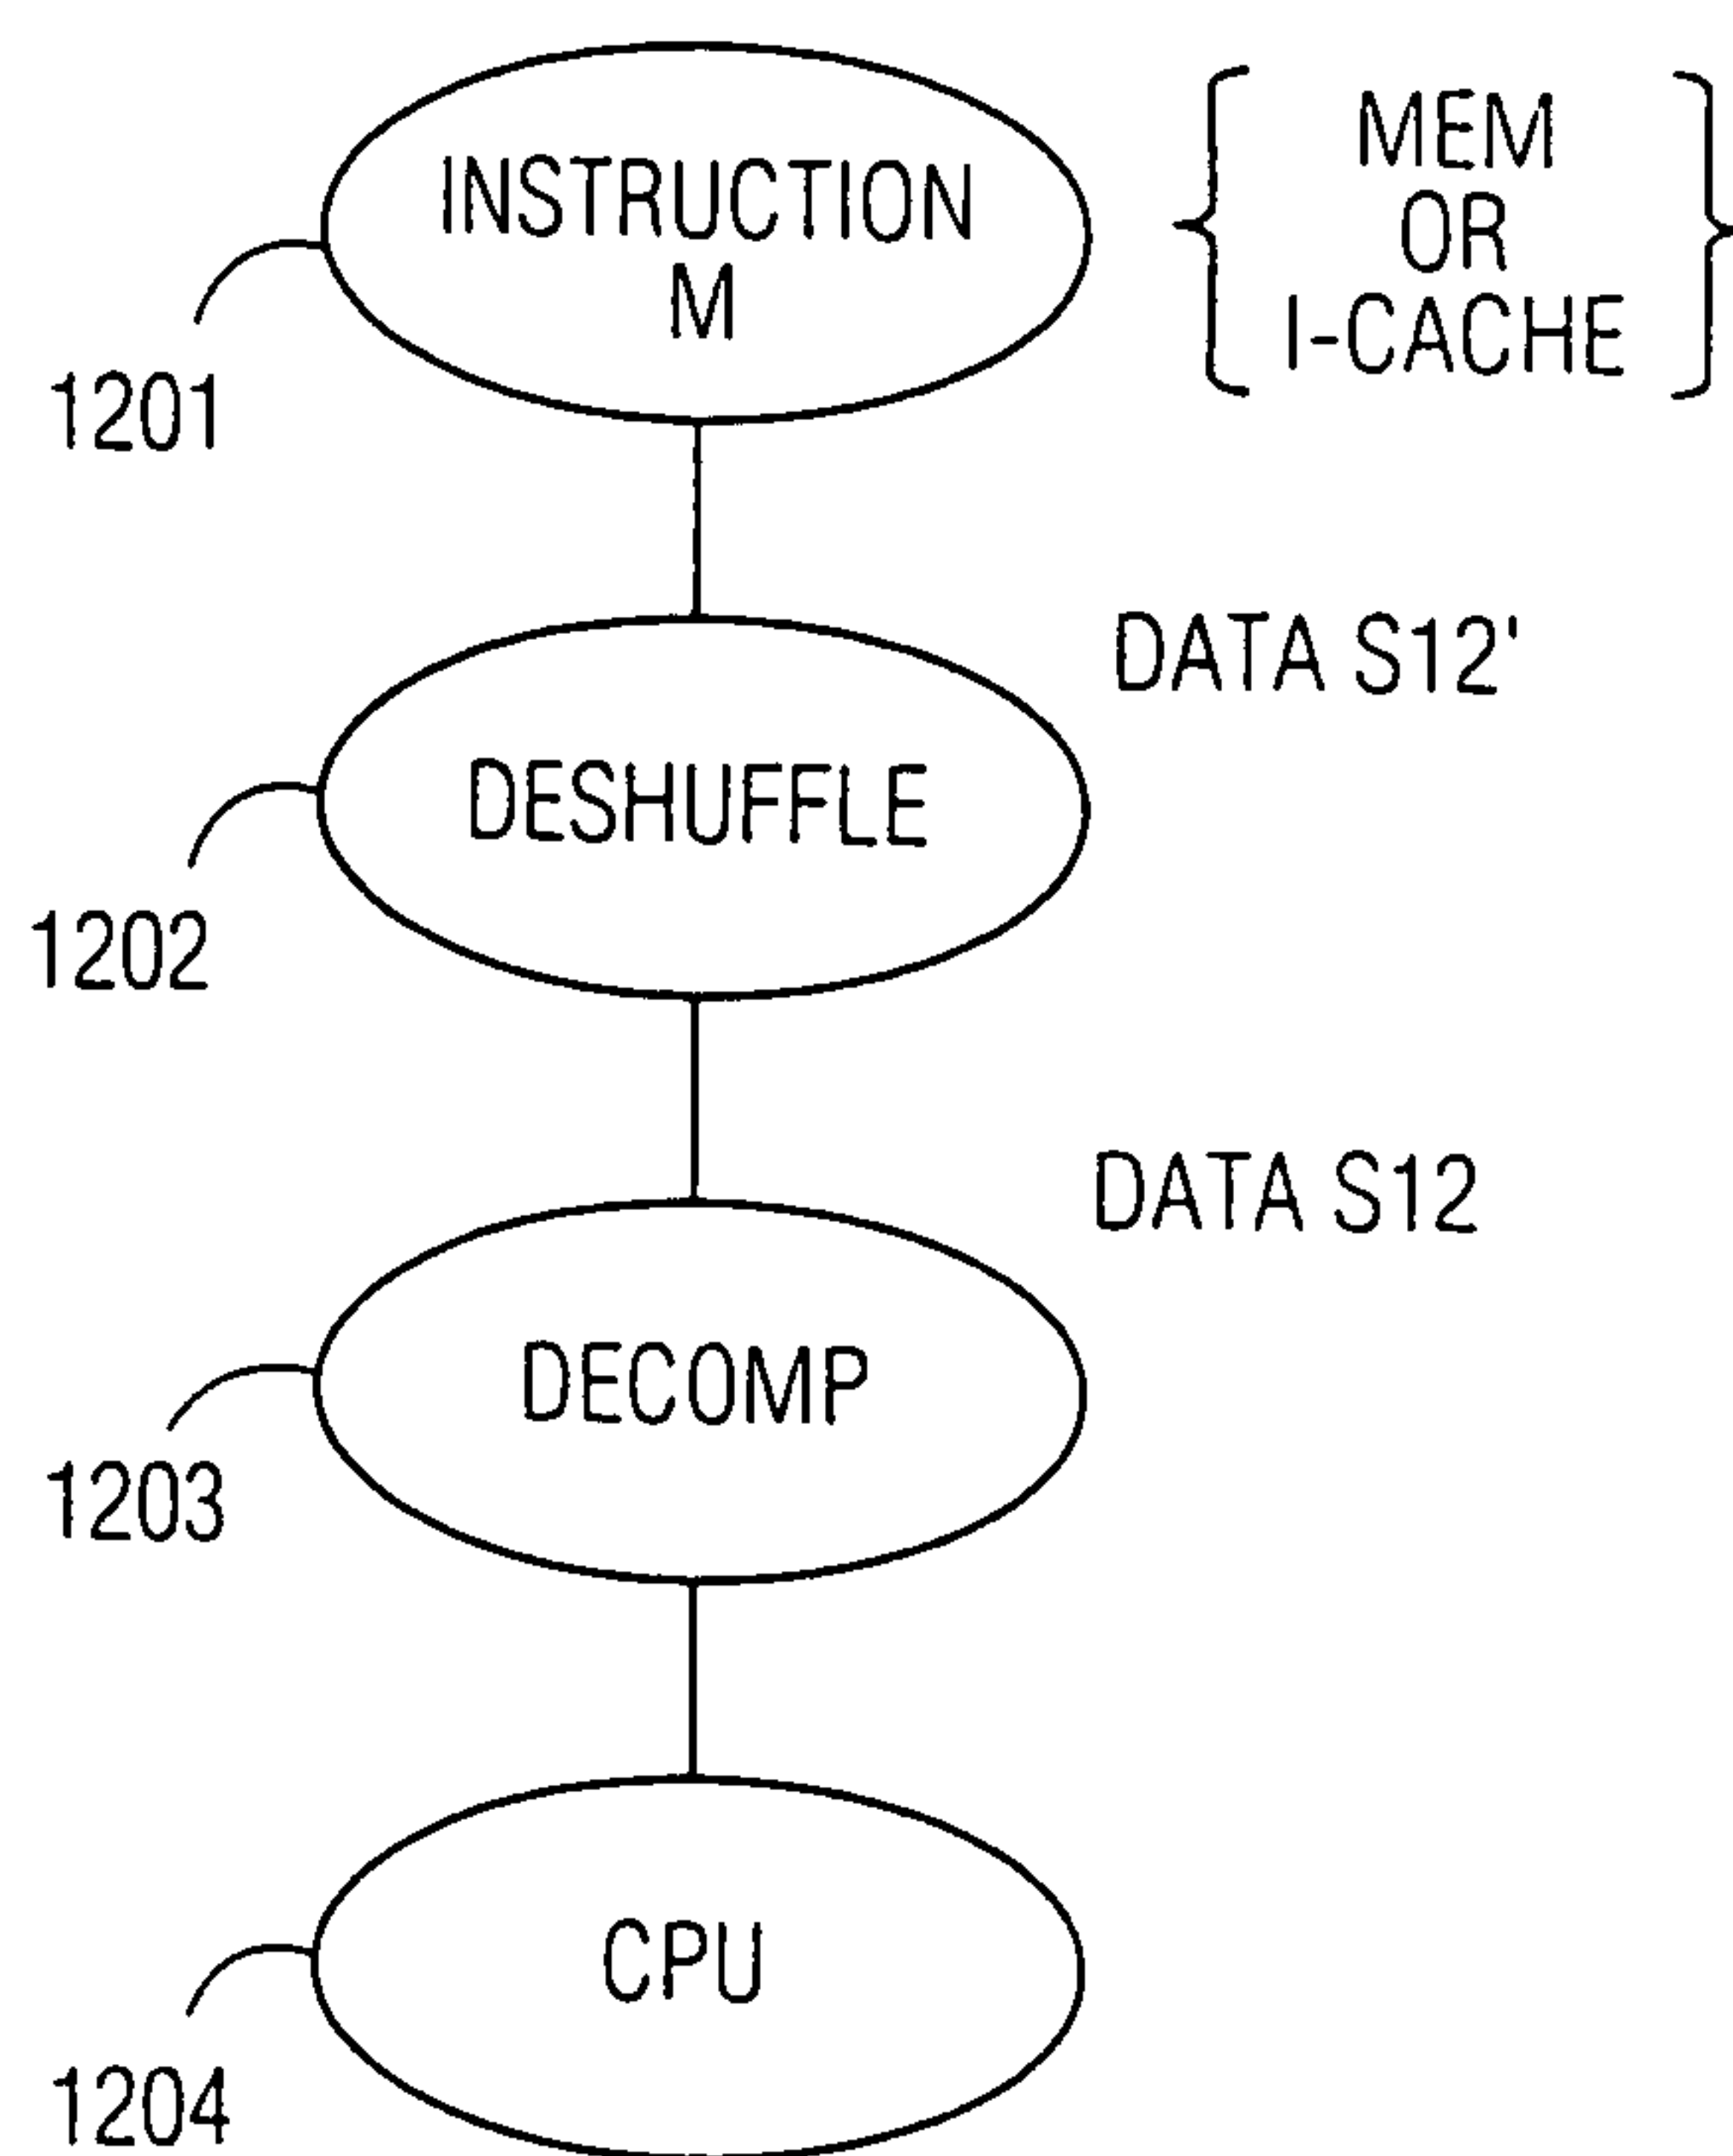 INSTRUCTION
M
MEM
OR
I-CACHE
1201
DATA S12'
DESHUFFLE
1202
DATA S12
DECOMP
1203
CPU
1204